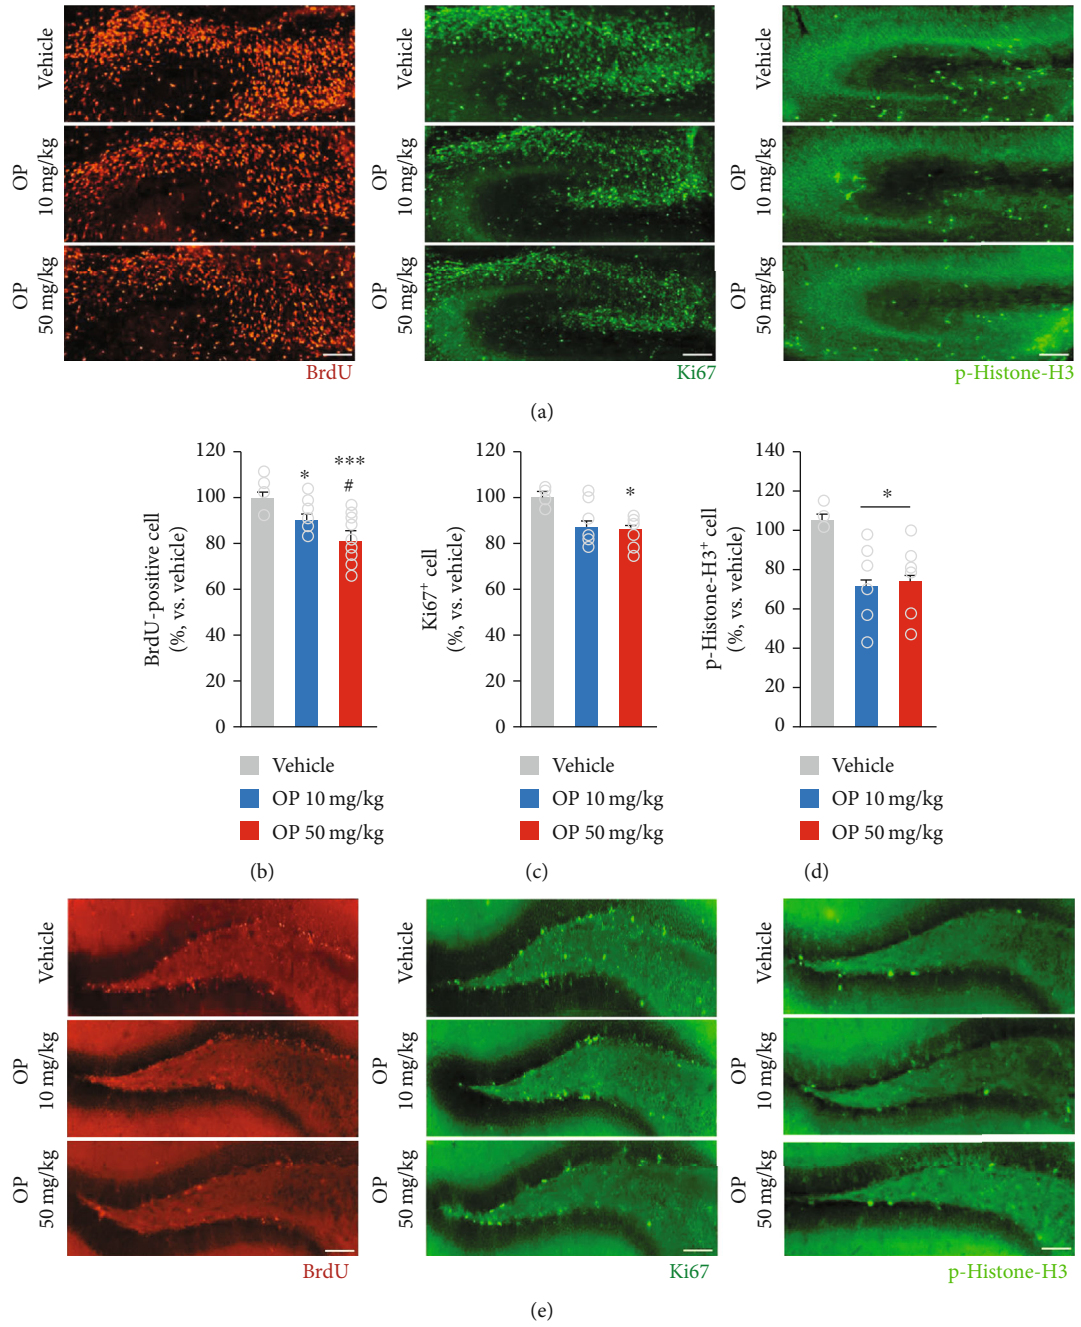 Vehicle
OP
10 mg/kg
OP
50 mg/kg
BrdU
Vehicle
OP
10 mg/kg
OP
50 mg/kg
Ki67
Vehicle
OP
10 mg/kg
OP
50 mg/kg
p-Histone-H3
(a)
BrdU-positive cell
(%, vs. vehicle)
120
100
80
60
40
20
0
*
***
#
Vehicle
OP 10 mg/kg
OP 50 mg/kg
(b)
Ki67⁺ cell
(%, vs. vehicle)
120
100
80
60
40
20
0
*
Vehicle
OP 10 mg/kg
OP 50 mg/kg
(c)
p-Histone-H3⁺ cell
(%, vs. vehicle)
140
120
100
80
60
40
20
0
*
Vehicle
OP 10 mg/kg
OP 50 mg/kg
(d)
Vehicle
OP
10 mg/kg
OP
50 mg/kg
BrdU
Vehicle
OP
10 mg/kg
OP
50 mg/kg
Ki67
Vehicle
OP
10 mg/kg
OP
50 mg/kg
p-Histone-H3
(e)